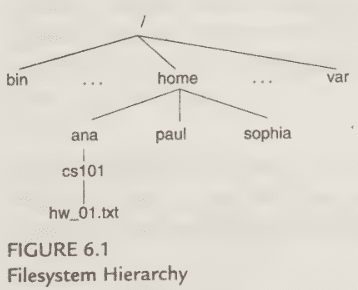 /
bin ... home ... var
ana paul sophia
cs101
hw_01.txt
FIGURE 6.1
Filesystem Hierarchy